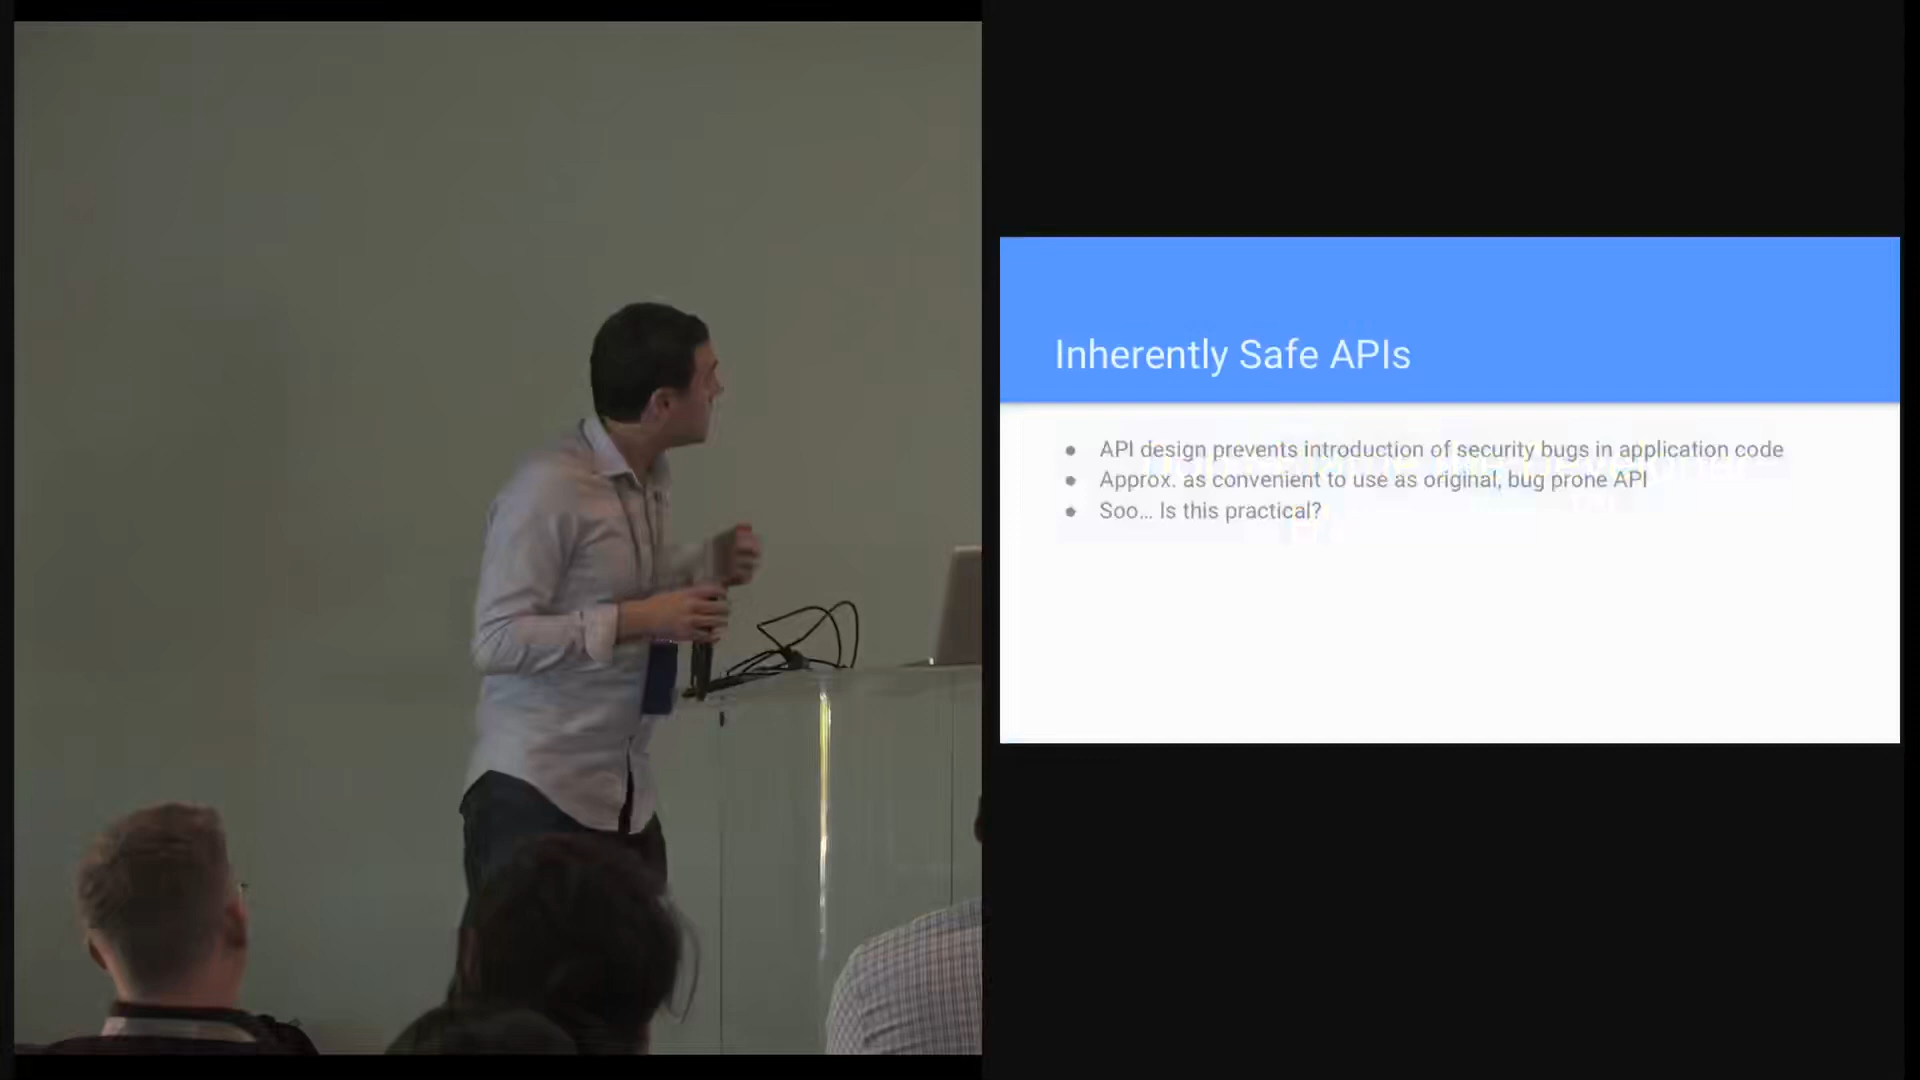 Inherently Safe APIs
● API design prevents introduction of security bugs in application code
● Approx. as convenient to use as original, bug prone API
● Soo... Is this practical?